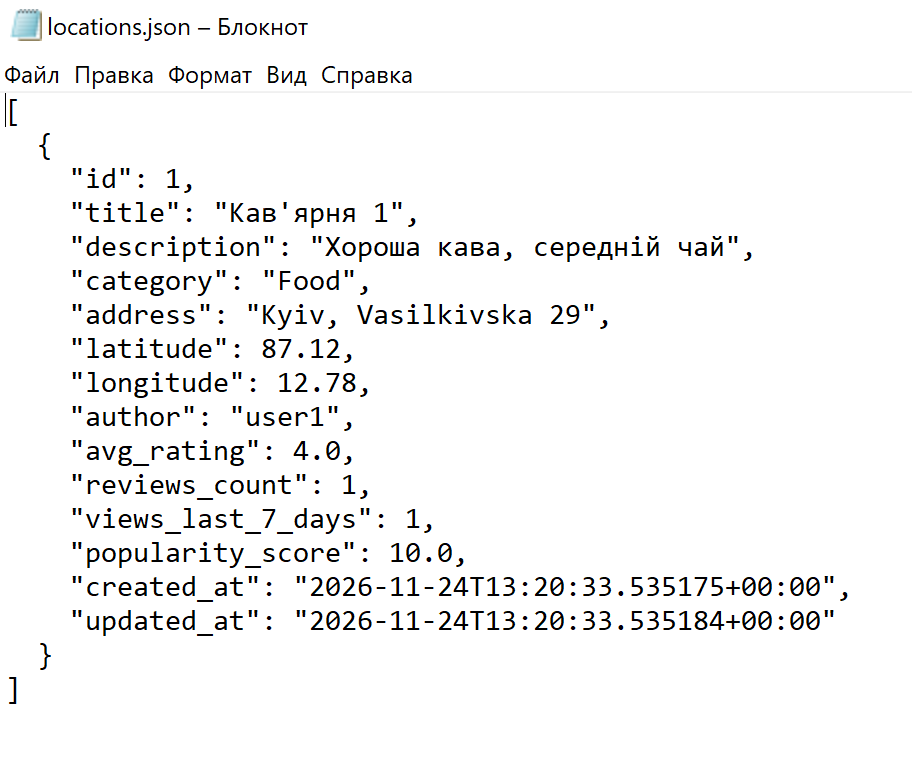 locations.json – Блокнот
Файл Правка Формат Вид Справка
[
  {
    "id": 1,
    "title": "Кав'ярня 1",
    "description": "Хороша кава, середній чай",
    "category": "Food",
    "address": "Kyiv, Vasilkivska 29",
    "latitude": 87.12,
    "longitude": 12.78,
    "author": "user1",
    "avg_rating": 4.0,
    "reviews_count": 1,
    "views_last_7_days": 1,
    "popularity_score": 10.0,
    "created_at": "2026-11-24T13:20:33.535175+00:00",
    "updated_at": "2026-11-24T13:20:33.535184+00:00"
  }
]